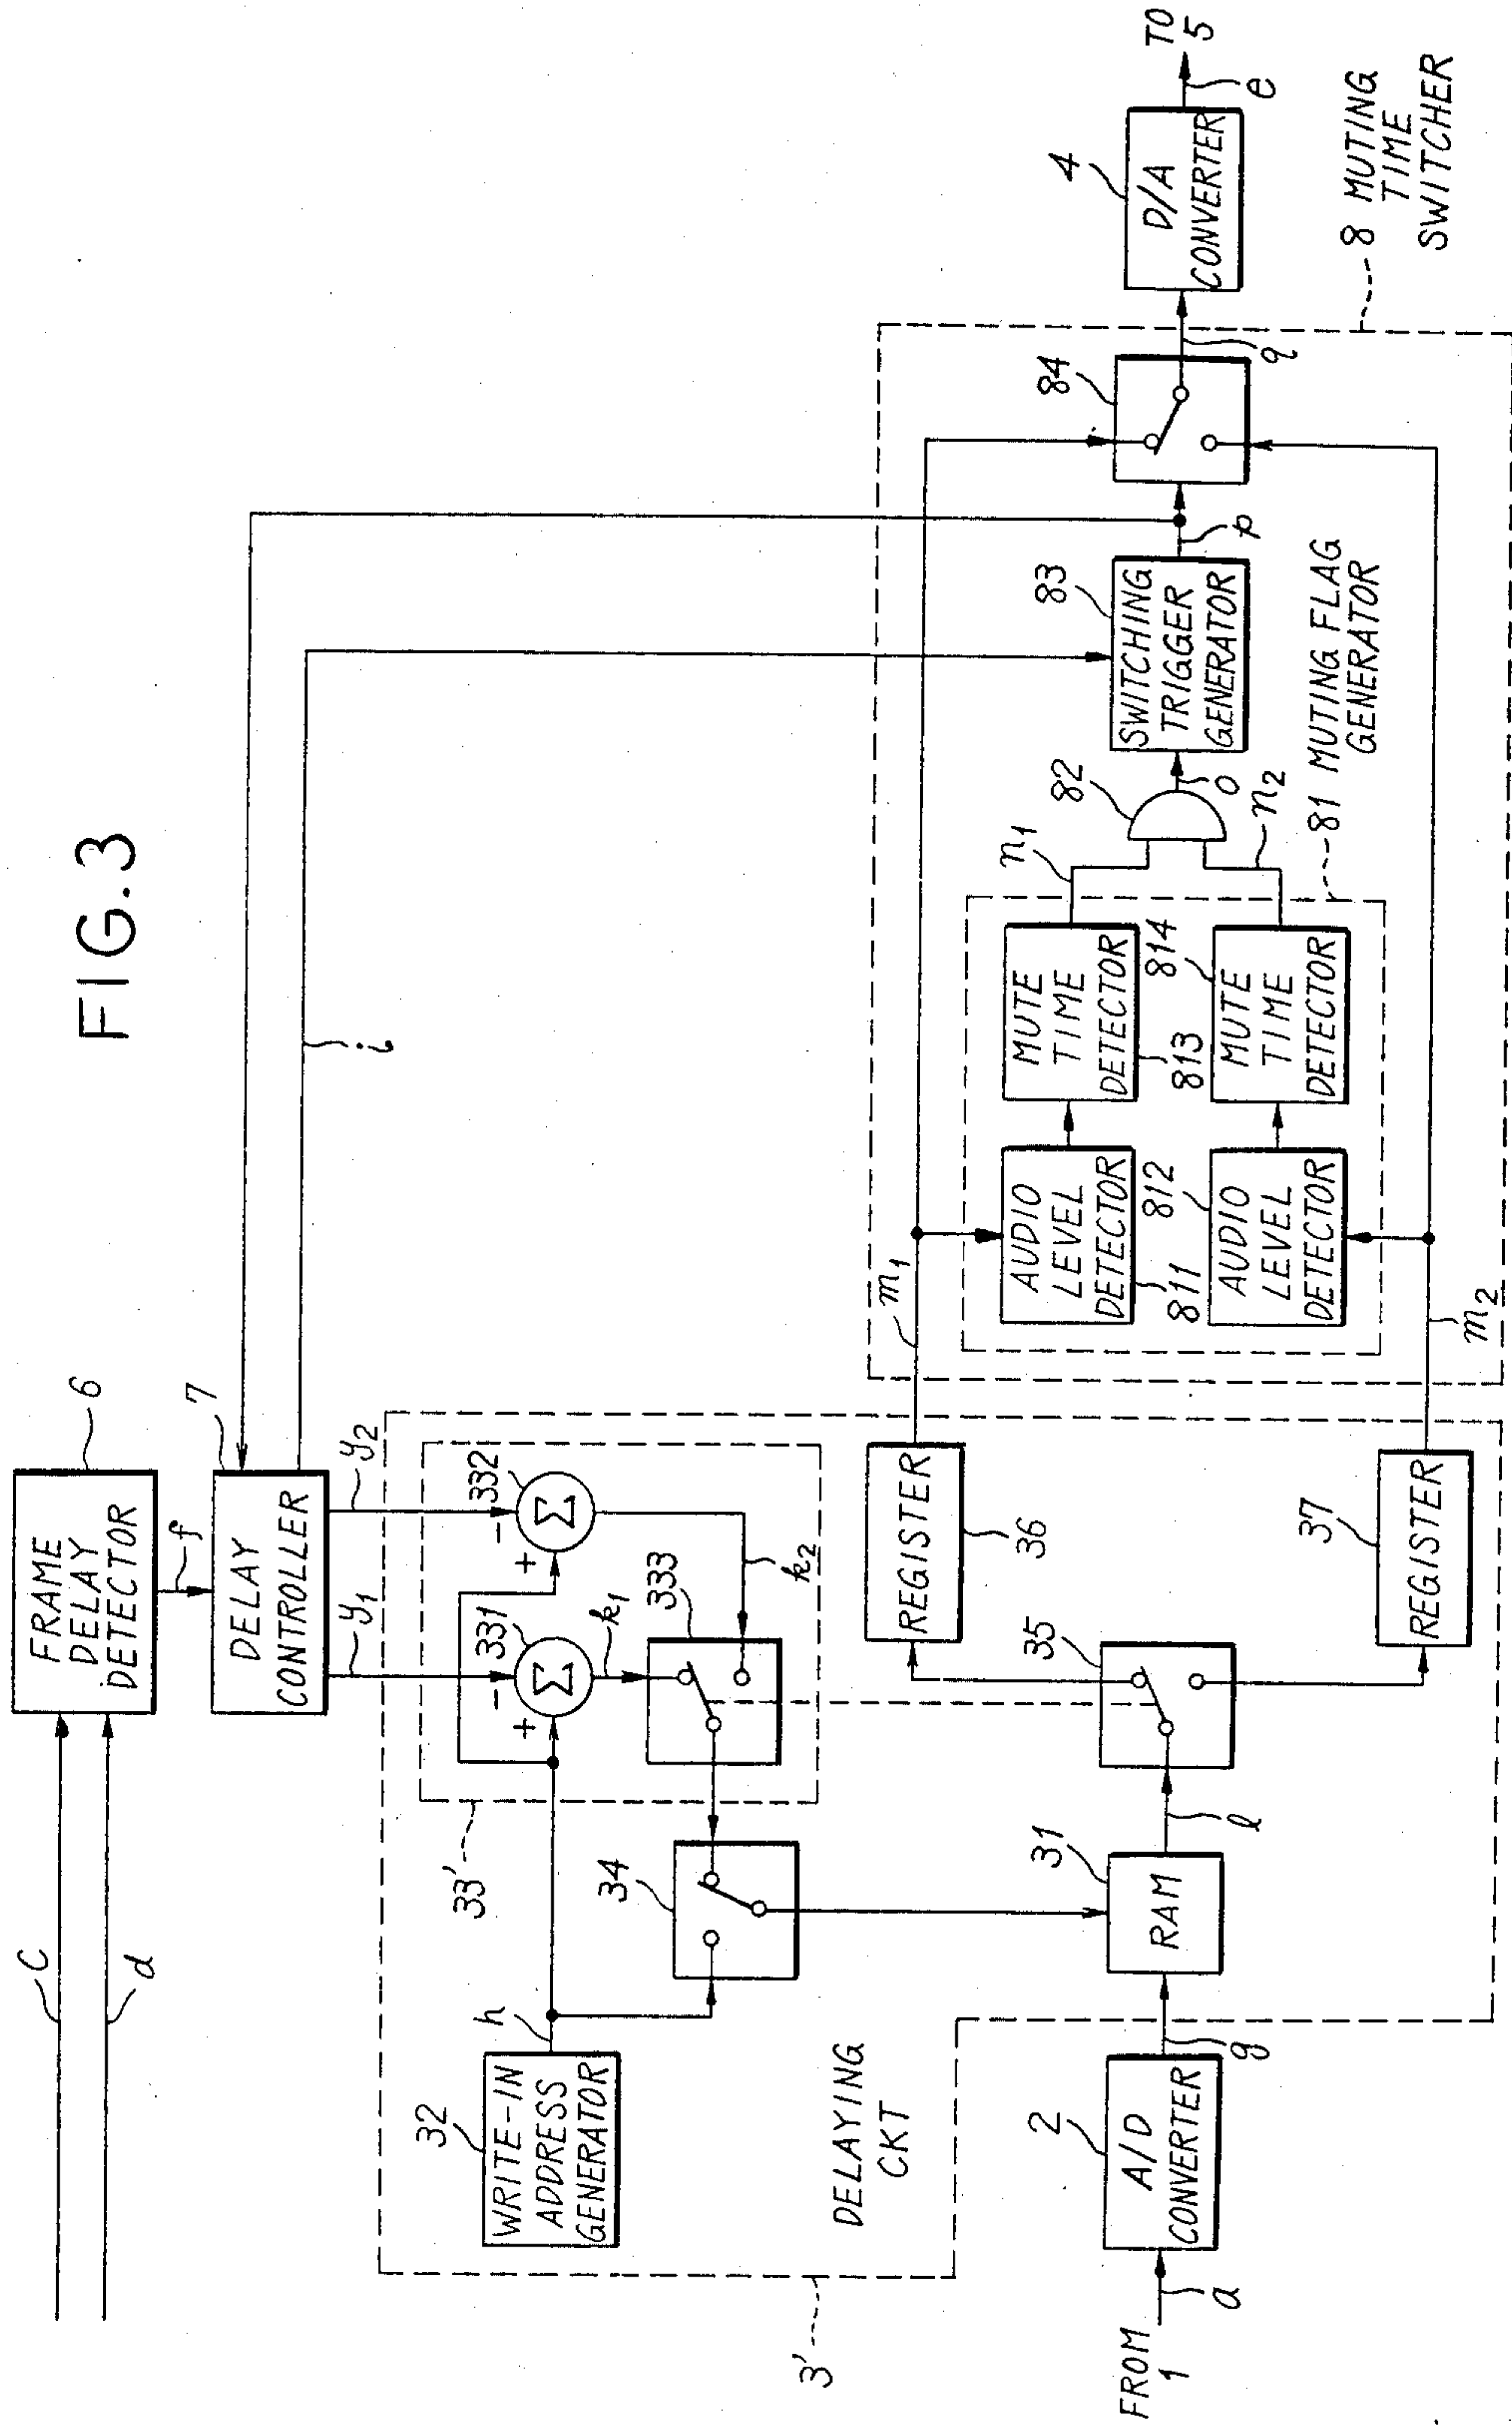 FIG.3
C
d
FRAME
DELAY
DETECTOR
6
f
DELAY
CONTROLLER
7
i
y1
y2
33'
+
-
Σ
331
+
-
Σ
332
k1
k2
333
32
WRITE-IN
ADDRESS
GENERATOR
h
34
3'
DELAYING
CKT
FROM
1
a
2
A/D
CONVERTER
g
31
RAM
l
35
REGISTER
36
REGISTER
37
m1
m2
AUDIO
LEVEL
DETECTOR
811
AUDIO
LEVEL
DETECTOR
812
MUTE
TIME
DETECTOR
813
MUTE
TIME
DETECTOR
814
n1
n2
81 MUTING FLAG
GENERATOR
82
o
83
SWITCHING
TRIGGER
GENERATOR
p
84
q
4
D/A
CONVERTER
e
TO
5
8 MUTING
TIME
SWITCHER